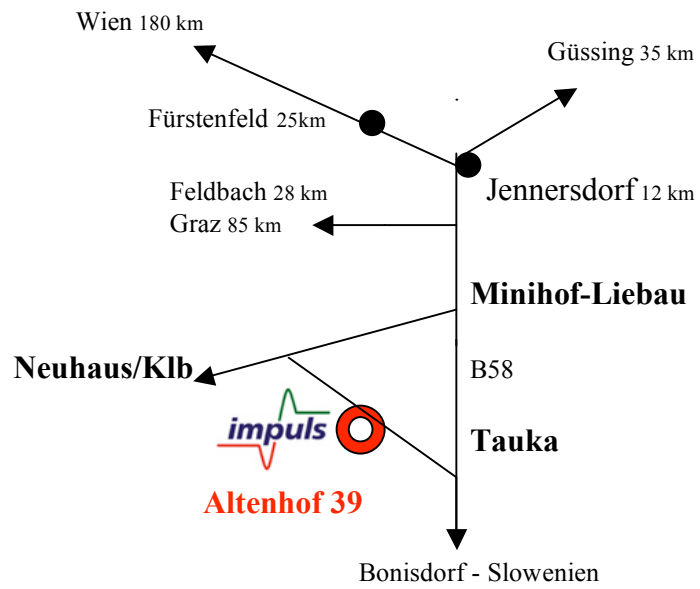 Wien 180 km
Güssing 35 km
Fürstenfeld 25km
Feldbach 28 km
Jennersdorf 12 km
Graz 85 km
Minihof-Liebau
Neuhaus/Klb
B58
impuls
Tauka
Altenhof 39
Bonisdorf - Slowenien